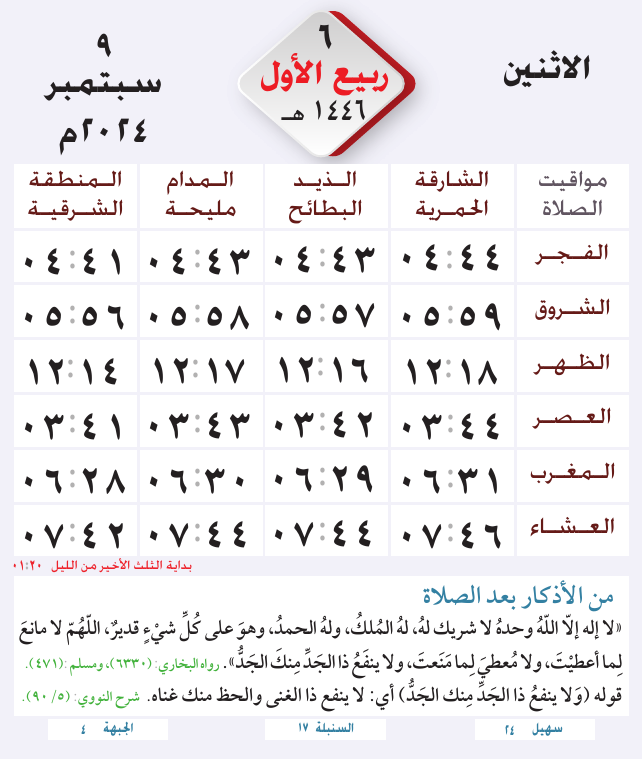 الاثنين
٦
ربيع الأول
١٤٤٦ هـ
٩
سبتمبر
٢٠٢٤م
مواقيت الصلاة | الشارقة الحمرية | الذيد البطائح | المدام مليحة | المنطقة الشرقية
الفجر ٠٤:٤٤ ٠٤:٤٣ ٠٤:٤٣ ٠٤:٤١
الشروق ٠٥:٥٩ ٠٥:٥٧ ٠٥:٥٨ ٠٥:٥٦
الظهر ١٢:١٨ ١٢:١٦ ١٢:١٧ ١٢:١٤
العصر ٠٣:٤٤ ٠٣:٤٢ ٠٣:٤٣ ٠٣:٤١
المغرب ٠٦:٣١ ٠٦:٢٩ ٠٦:٣٠ ٠٦:٢٨
العشاء ٠٧:٤٦ ٠٧:٤٤ ٠٧:٤٤ ٠٧:٤٢
بداية الثلث الأخير من الليل ٠١:٢٠
من الأذكار بعد الصلاة
«لا إله إلّا اللّهُ وحدهُ لا شريك لهُ، لهُ المُلكُ، ولهُ الحمدُ، وهوَ على كُلِّ شيْءٍ قديرٌ، اللّهُمّ لا مانعَ
لِما أعطيْتَ، ولا مُعطيَ لِما مَنَعتَ، ولا ينفَعُ ذا الجَدِّ مِنكَ الجَدُّ». رواه البخاري: (٦٣٣٠)، ومسلم: (٤٧١).
قوله (وَلا ينفعُ ذا الجَدِّ مِنك الجَدُّ) أي: لا ينفع ذا الغنى والحظ منك غناه. شرح النووي: (٥/ ٩٠).
سهيل ٢٤
السنبلة ١٧
الجبهة ٤